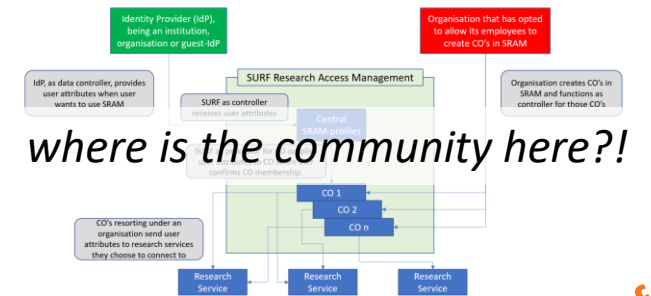 Identity Provider (IdP),
being an institution,
organisation or guest-IdP
Organisation that has opted
to allow its employees to
create CO's in SRAM
IdP, as data controller, provides
user attributes when user
wants to use SRAM
SURF Research Access Management
SURF as controller
receives user attributes
Organisation creates CO's in
SRAM and functions as
controller for those CO's
Central
SRAM-profiles
where is the community here?!
user attributes to CO
confirms CO membership.
CO 1
CO 2
CO n
CO's resorting under an
organisation send user
attributes to research services
they choose to connect to
Research
Service
Research
Service
Research
Service